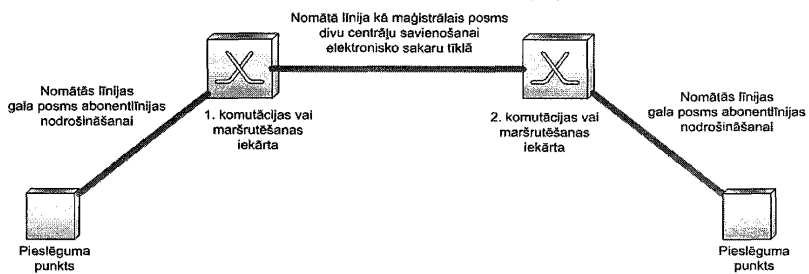 Nomātā līnija kā maģistrālais posms
divu centrāļu savienošanai
elektronisko sakaru tīklā
Nomātās līnijas
gala posms abonentlīnijas
nodrošināšanai
1. komutācijas vai
maršrutēšanas
iekārta
2. komutācijas vai
maršrutēšanas
iekārta
Nomātās līnijas
gala posms abonentlīnijas
nodrošināšanai
Pieslēguma
punkts
Pieslēguma
punkts